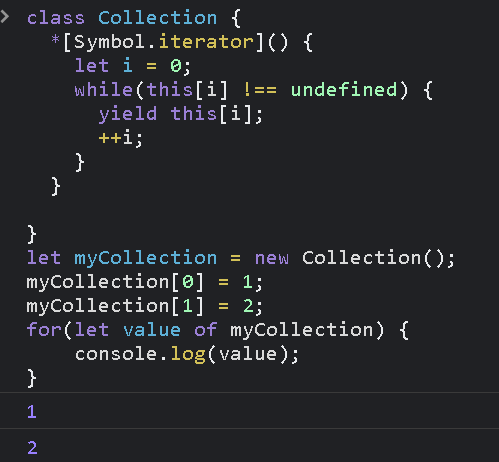 class Collection {
  *[Symbol.iterator]() {
    let i = 0;
    while(this[i] !== undefined) {
      yield this[i];
      ++i;
    }
  }

}
let myCollection = new Collection();
myCollection[0] = 1;
myCollection[1] = 2;
for(let value of myCollection) {
    console.log(value);
}
1
2